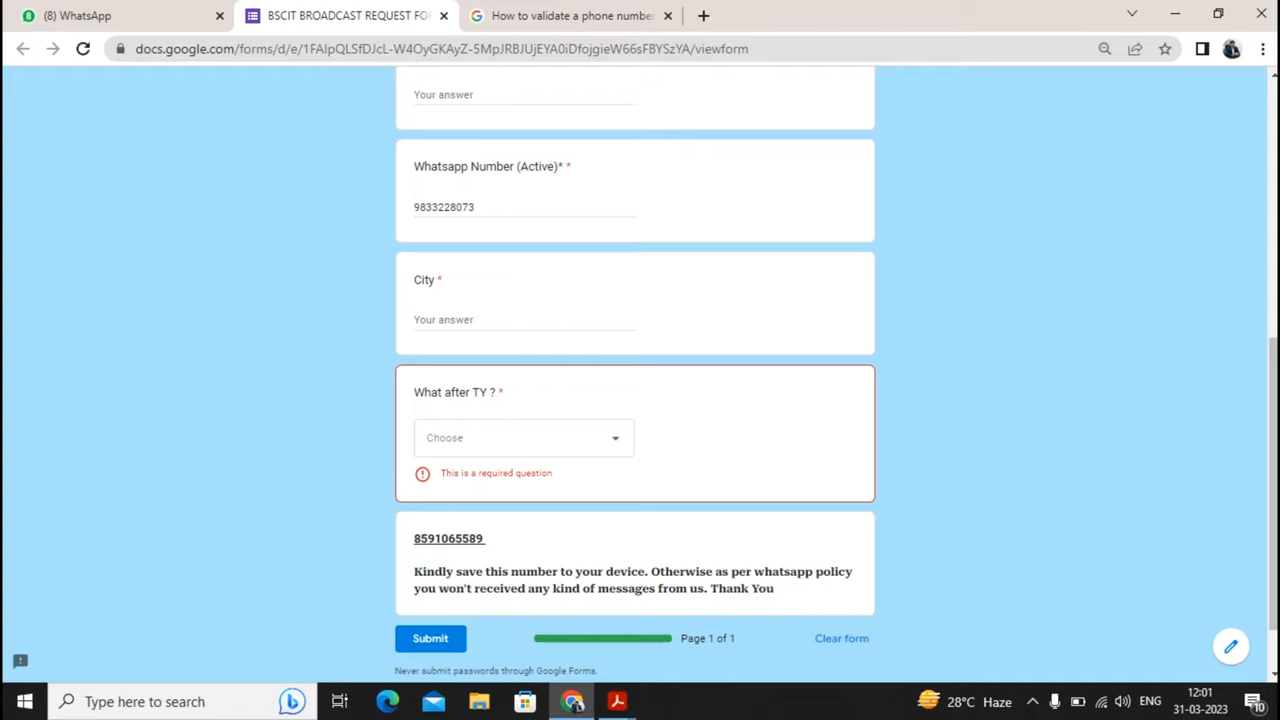 (8) WhatsApp
BSCIT BROADCAST REQUEST FOR
How to validate a phone number
docs.google.com/forms/d/e/1FAIpQLSfDJcL-W4OyGKAyZ-5MpJRBJUjEYA0iDfojgieW66sFBYSzYA/viewform
Your answer
Whatsapp Number (Active)* *
9833228073
City *
Your answer
What after TY ? *
Choose
This is a required question
8591065589
Kindly save this number to your device. Otherwise as per whatsapp policy
you won't received any kind of messages from us. Thank You
Submit
Page 1 of 1
Clear form
Never submit passwords through Google Forms.
Type here to search
28°C Haze
ENG
12:01
31-03-2023
10